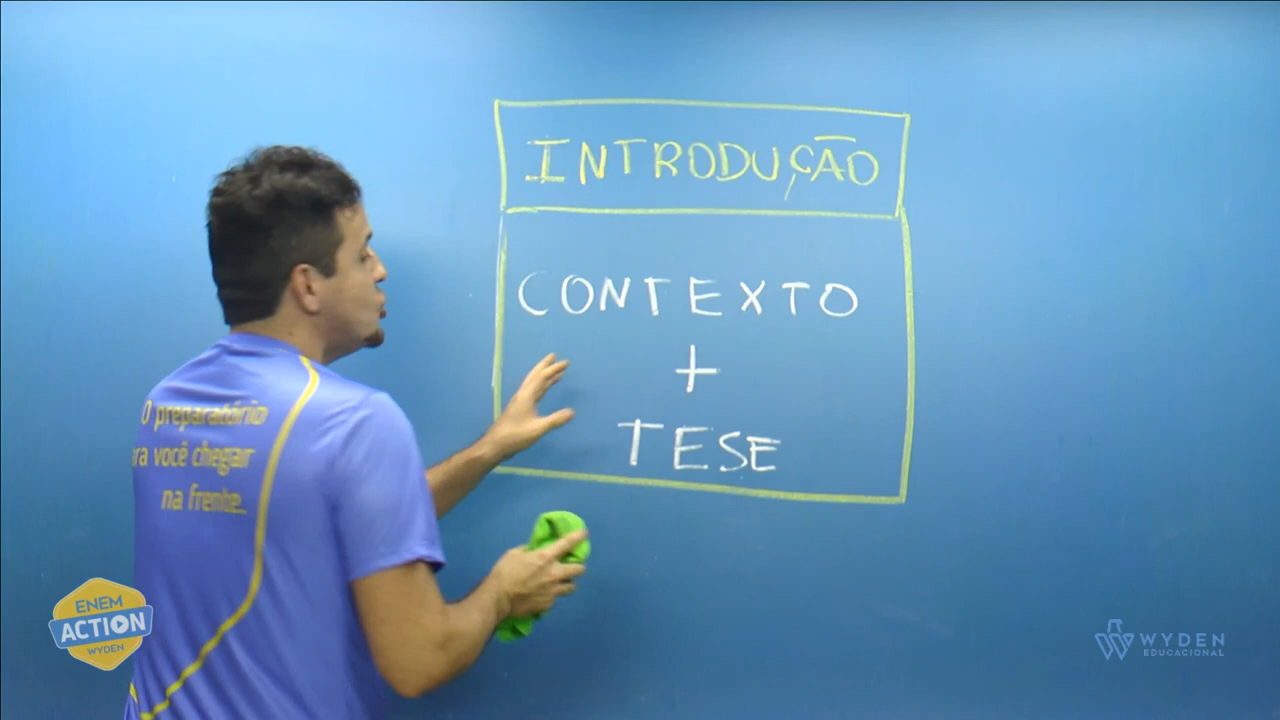 INTRODUÇÃO
CONTEXTO
+
TESE
O preparatório
ra você chegar
na frente.
ENEM
ACTION
WYDEN
WYDEN
EDUCACIONAL